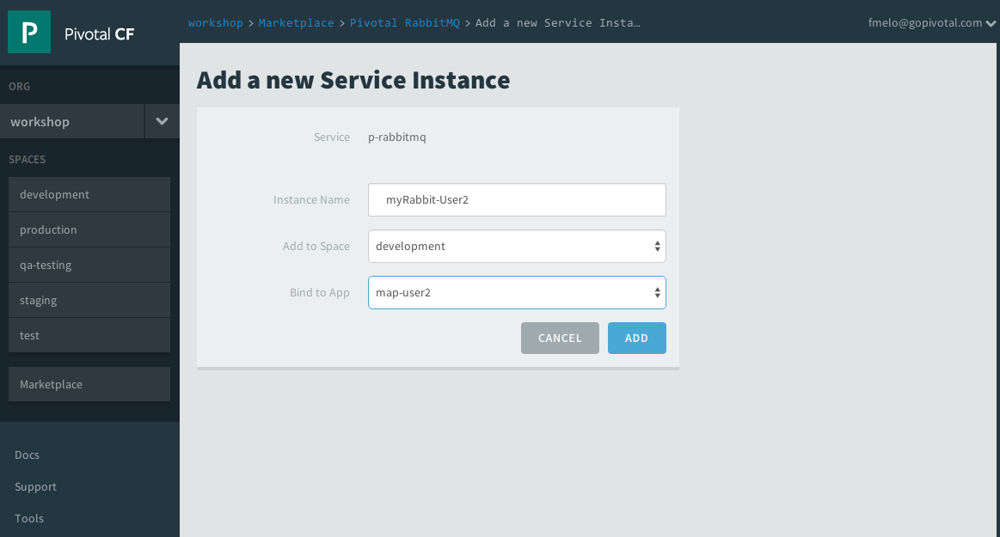 P
Pivotal CF
workshop > Marketplace > Pivotal RabbitMQ > Add a new Service Insta…
fmelo@gopivotal.com
ORG
workshop
SPACES
development
production
qa-testing
staging
test
Marketplace
Docs
Support
Tools
Add a new Service Instance
Service p-rabbitmq
Instance Name myRabbit-User2
Add to Space development
Bind to App map-user2
CANCEL ADD